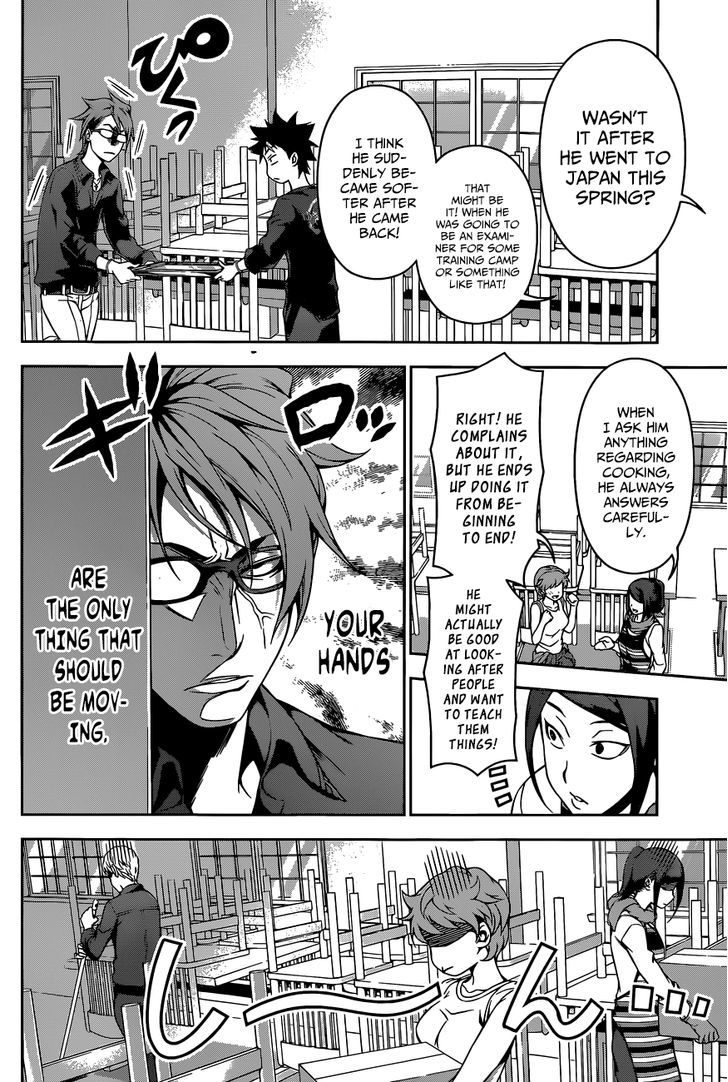 WASN'T
IT AFTER
HE WENT TO
JAPAN THIS
SPRING?
THAT
MIGHT BE
IT! WHEN HE
WAS GOING TO
BE AN EXAMI-
NER FOR SOME
TRAINING CAMP
OR SOMETHING
LIKE THAT!
I THINK
HE SUD-
DENLY BE-
CAME SOF-
TER AFTER
HE CAME
BACK!
ぴくっ
WHEN
I ASK HIM
ANYTHING
REGARDING
COOKING,
HE ALWAYS
ANSWERS
CAREFUL-
LY.
RIGHT! HE
COMPLAINS
ABOUT IT,
BUT HE ENDS
UP DOING IT
FROM BE-
GINNING
TO END!
HE
MIGHT
ACTUALLY
BE GOOD
AT LOOK-
ING AFTER
PEOPLE
AND WANT
TO TEACH
THEM
THINGS!
ギロッ
YOUR
HANDS
ARE
THE ONLY
THING THAT
SHOULD
BE MOV-
ING.
し〜〜ん